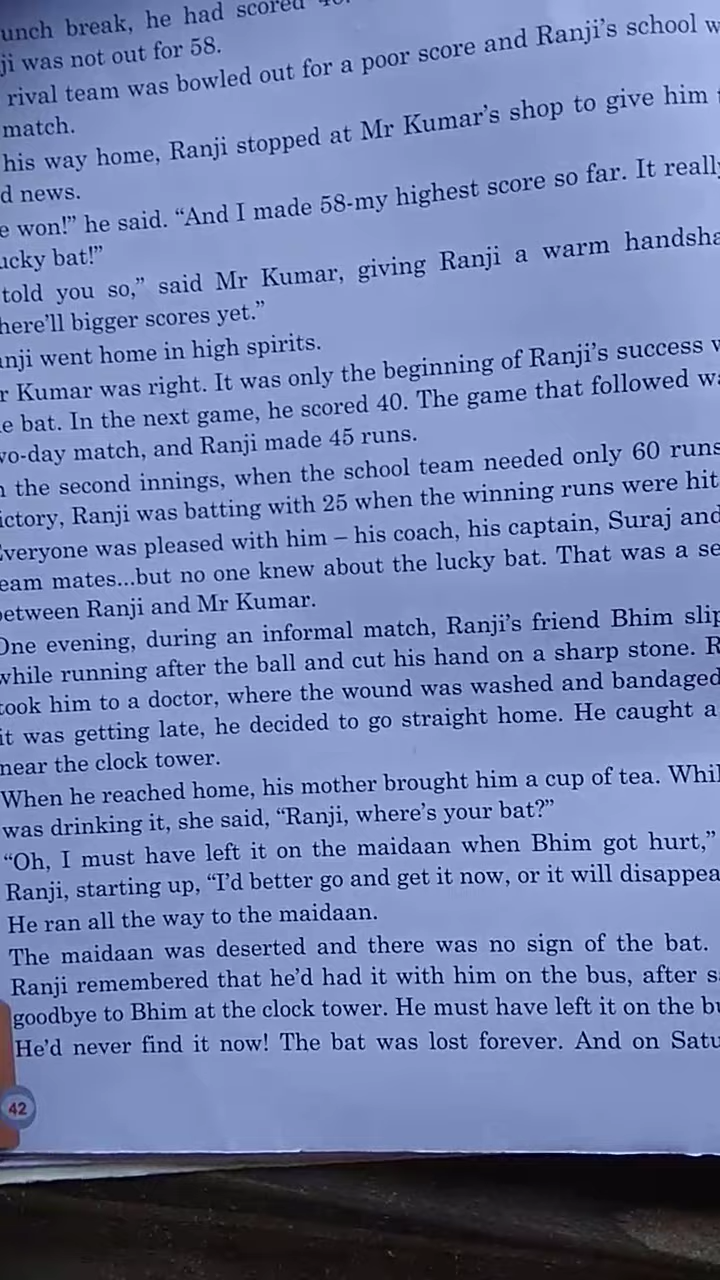 unch break, he had scored
ji was not out for 58.
rival team was bowled out for a poor score and Ranji's school w
match.
his way home, Ranji stopped at Mr Kumar's shop to give him
d news.
e won!" he said. "And I made 58-my highest score so far. It really
ucky bat!"
told you so," said Mr Kumar, giving Ranji a warm handsha
here'll bigger scores yet."
anji went home in high spirits.
r Kumar was right. It was only the beginning of Ranji's success w
e bat. In the next game, he scored 40. The game that followed wa
wo-day match, and Ranji made 45 runs.
n the second innings, when the school team needed only 60 runs
ictory, Ranji was batting with 25 when the winning runs were hit
Everyone was pleased with him – his coach, his captain, Suraj and
eam mates...but no one knew about the lucky bat. That was a se
between Ranji and Mr Kumar.
One evening, during an informal match, Ranji's friend Bhim slip
while running after the ball and cut his hand on a sharp stone. R
took him to a doctor, where the wound was washed and bandaged
it was getting late, he decided to go straight home. He caught a
near the clock tower.
When he reached home, his mother brought him a cup of tea. Whil
was drinking it, she said, "Ranji, where's your bat?"
"Oh, I must have left it on the maidaan when Bhim got hurt,"
Ranji, starting up, "I'd better go and get it now, or it will disappea
He ran all the way to the maidaan.
The maidaan was deserted and there was no sign of the bat.
Ranji remembered that he'd had it with him on the bus, after s
goodbye to Bhim at the clock tower. He must have left it on the bu
He'd never find it now! The bat was lost forever. And on Satu
42